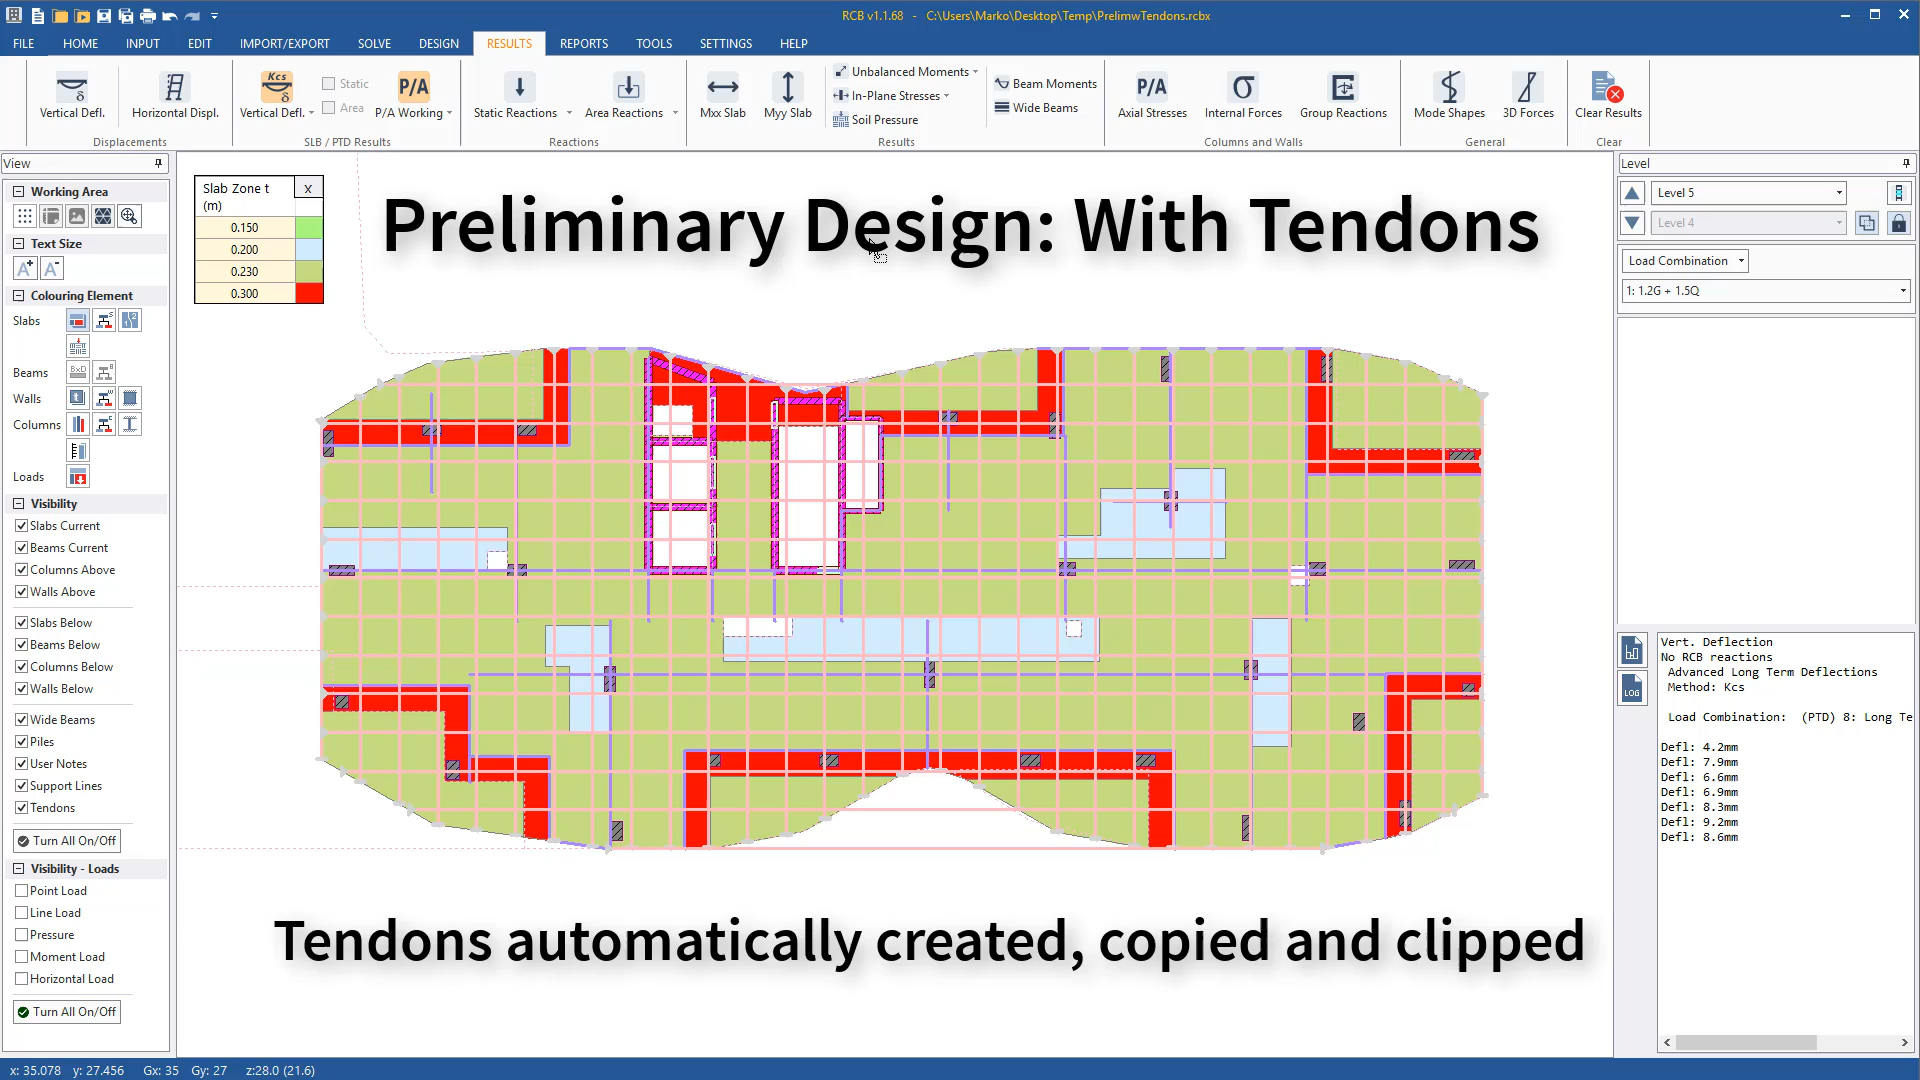 RCB v1.1.68 - C:\Users\Marko\Desktop\Temp\PrelimwTendons.rcbx
FILE HOME INPUT EDIT IMPORT/EXPORT SOLVE DESIGN RESULTS REPORTS TOOLS SETTINGS HELP
Vertical Defl. Horizontal Displ.
Displacements
Kcs δ
Vertical Defl.
Static
Area
P/A
P/A Working
SLB / PTD Results
Static Reactions Area Reactions
Reactions
Mxx Slab Myy Slab
Unbalanced Moments
In-Plane Stresses
Soil Pressure
Beam Moments
Wide Beams
Results
P/A
Axial Stresses Internal Forces Group Reactions
Columns and Walls
Mode Shapes 3D Forces
General
Clear Results
Clear
View
Working Area
Text Size
A+ A-
Colouring Element
Slabs
Beams
BxD
Walls
Columns
Loads
Visibility
Slabs Current
Beams Current
Columns Above
Walls Above
Slabs Below
Beams Below
Columns Below
Walls Below
Wide Beams
Piles
User Notes
Support Lines
Tendons
Turn All On/Off
Visibility - Loads
Point Load
Line Load
Pressure
Moment Load
Horizontal Load
Turn All On/Off
Slab Zone t
(m)
x
0.150
0.200
0.230
0.300
Preliminary Design: With Tendons
Tendons automatically created, copied and clipped
Level
Level 5
Level 4
Load Combination
1: 1.2G + 1.5Q
LOG
Vert. Deflection
No RCB reactions
Advanced Long Term Deflections
Method: Kcs
Load Combination: (PTD) 8: Long Te
Defl: 4.2mm
Defl: 7.9mm
Defl: 6.6mm
Defl: 6.9mm
Defl: 8.3mm
Defl: 9.2mm
Defl: 8.6mm
x: 35.078 y: 27.456 Gx: 35 Gy: 27 z:28.0 (21.6)